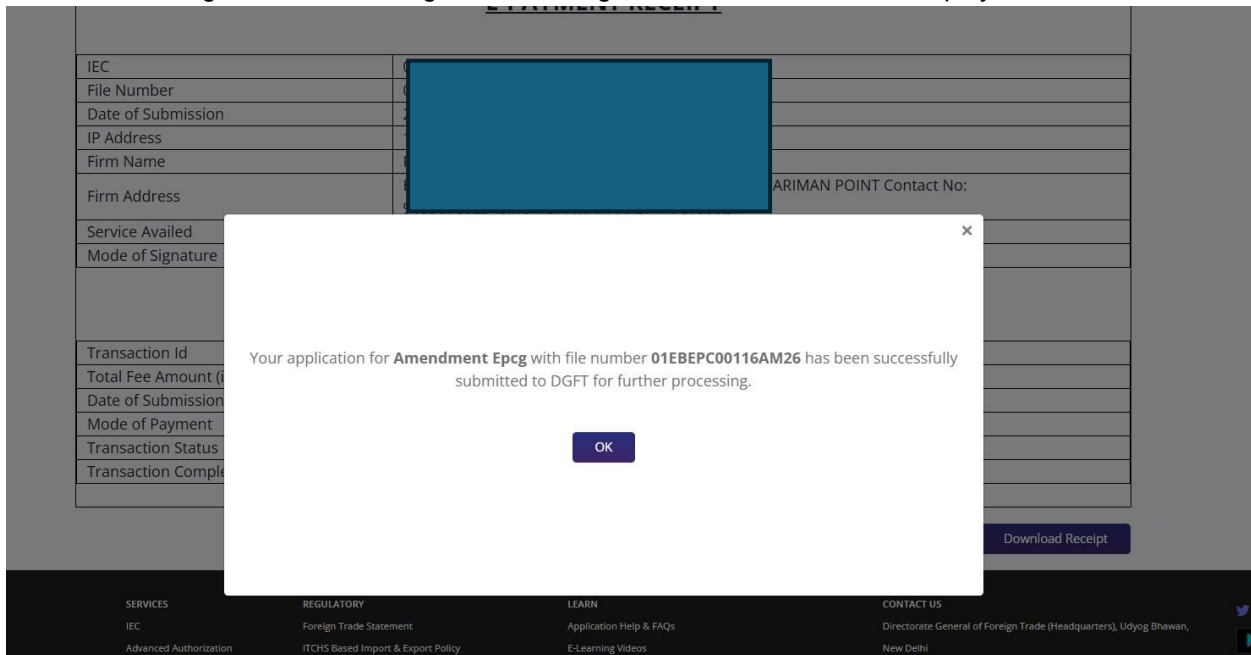 E-PAYMENT RECEIPT
IEC
File Number
Date of Submission
IP Address
Firm Name
Firm Address
ARIMAN POINT Contact No:
Service Availed
×
Mode of Signature
Your application for Amendment Epcg with file number 01EBEPC00116AM26 has been successfully
submitted to DGFT for further processing.
OK
Transaction Id
Total Fee Amount (i
Date of Submission
Mode of Payment
Transaction Status
Transaction Comple
Download Receipt
SERVICES
IEC
Advanced Authorization
REGULATORY
Foreign Trade Statement
ITCHS Based Import & Export Policy
LEARN
Application Help & FAQs
E-Learning Videos
CONTACT US
Directorate General of Foreign Trade (Headquarters), Udyog Bhawan,
New Delhi